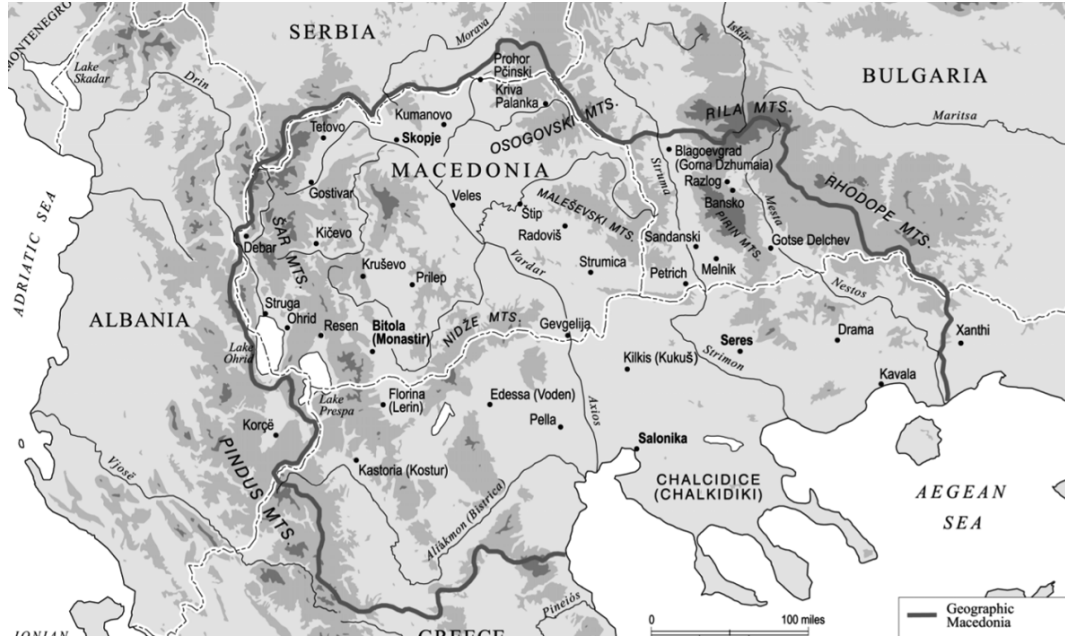 MONTENEGRO
SERBIA
Morava
Iskŭr
BULGARIA
Lake
Skadar
Drin
Prohor
Pčinski
Kriva
Palanka
OSOGOVSKI MTS.
RILA MTS.
Maritsa
Kumanovo
Tetovo
Skopje
MACEDONIA
Blagoevgrad
(Gorna Dzhumaia)
Struma
Razlog
Bansko
RHODOPE MTS.
Gostivar
Veles
Štip
MALEŠEVSKI MTS.
Radoviš
PIRIN MTS.
Mesta
ADRIATIC SEA
Debar
ŠAR MTS.
Kičevo
Sandanski
Gotse Delchev
Kruševo
Prilep
Vardar
Strumica
Petrich
Melnik
Nestos
ALBANIA
Struga
Ohrid
Resen
Bitola
(Monastir)
NIDŽE MTS.
Gevgelija
Lake
Ohrid
Kilkis (Kukuš)
Strimon
Seres
Drama
Xanthi
Kavala
Lake
Prespa
Florina
(Lerin)
Edessa (Voden)
Axios
Pella
Korçë
Salonika
PINDUS MTS.
Kastoria (Kostur)
Vjosë
Aliákmon (Bistrica)
CHALCIDICE
(CHALKIDIKI)
AEGEAN
SEA
Pineiós
0
100 miles
Geographic
Macedonia
IONIAN
GREECE